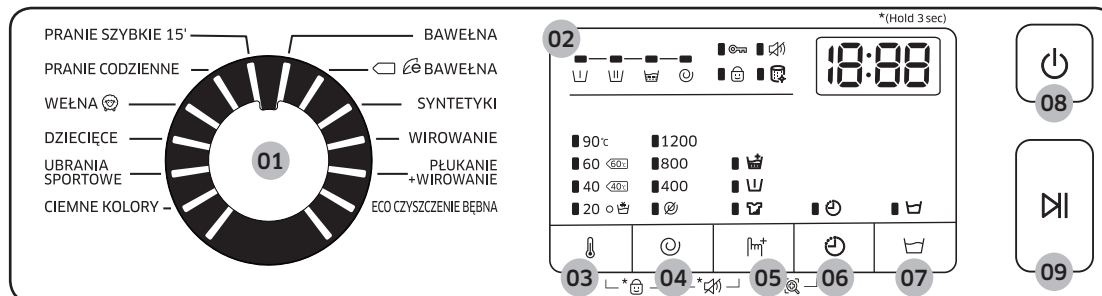 *(Hold 3 sec)
PRANIE SZYBKIE 15'
PRANIE CODZIENNE
WEŁNA
DZIECIĘCE
UBRANIA
SPORTOWE
CIEMNE KOLORY
01
BAWEŁNA
BAWEŁNA
SYNTETYKI
WIROWANIE
PŁUKANIE
+WIROWANIE
ECO CZYSZCZENIE BĘBNA
02
18:88
90°c 1200
60 60°c 800
40 40°c 400
20
03 04 05 06 07
* *
08
09